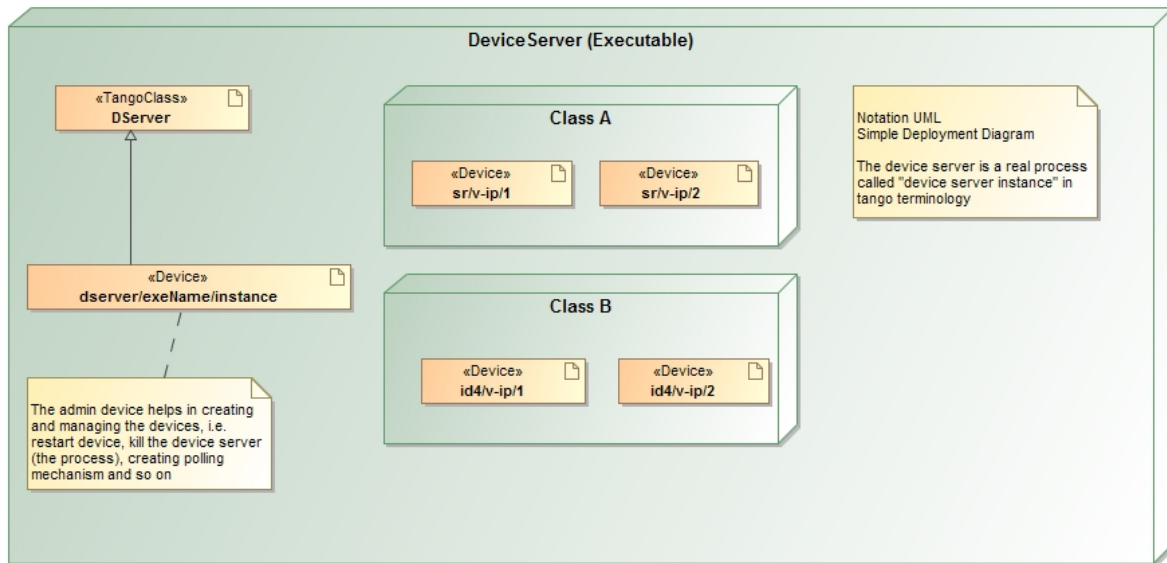 DeviceServer (Executable)
«TangoClass»
DServer
«Device»
dserver/exeName/instance
The admin device helps in creating
and managing the devices, i.e.
restart device, kill the device server
(the process), creating polling
mechanism and so on
Class A
«Device»
sr/v-ip/1
«Device»
sr/v-ip/2
Class B
«Device»
id4/v-ip/1
«Device»
id4/v-ip/2
Notation UML
Simple Deployment Diagram
The device server is a real process
called "device server instance" in
tango terminology